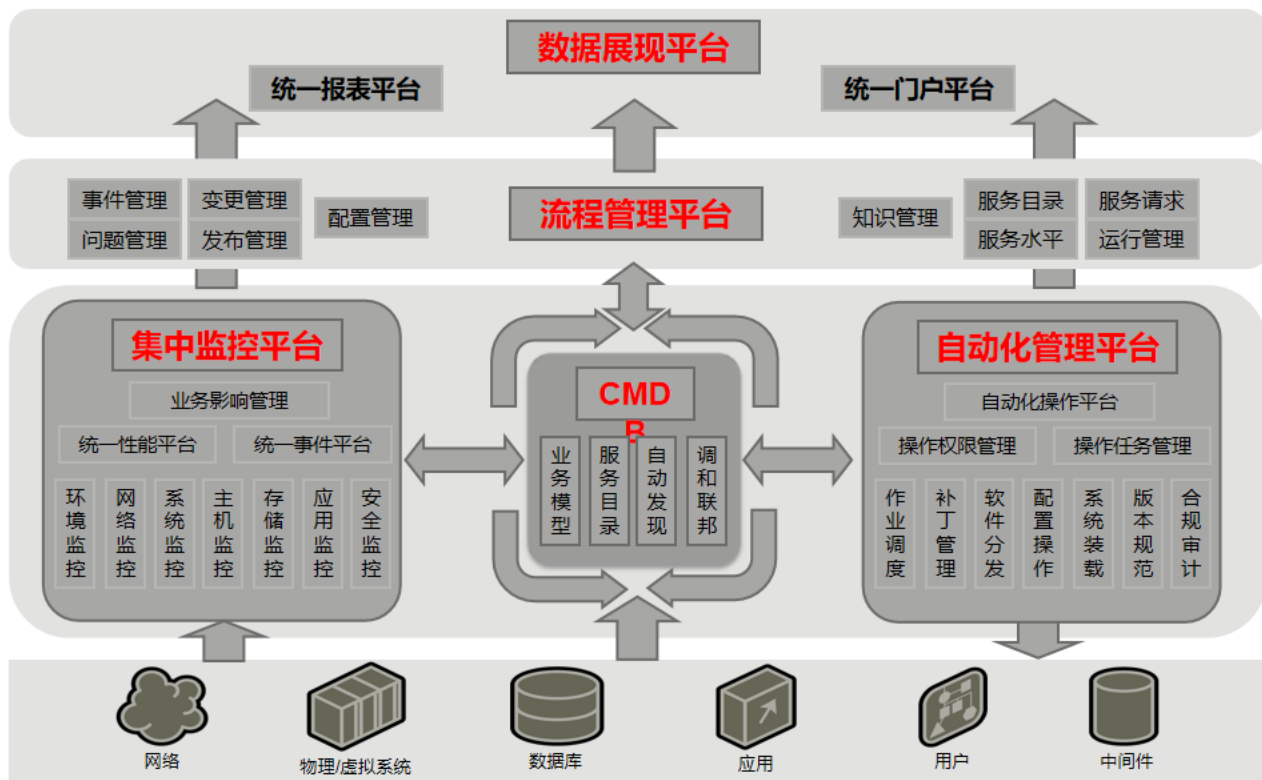 数据展现平台
统一报表平台
统一门户平台
事件管理
变更管理
问题管理
发布管理
配置管理
流程管理平台
知识管理
服务目录
服务请求
服务水平
运行管理
集中监控平台
业务影响管理
统一性能平台
统一事件平台
环境监控
网络监控
系统监控
主机监控
存储监控
应用监控
安全监控
CMD
B
业务模型
服务目录
自动发现
调和联邦
自动化管理平台
自动化操作平台
操作权限管理
操作任务管理
作业调度
补丁管理
软件分发
配置操作
系统装载
版本规范
合规审计
网络
物理/虚拟系统
数据库
应用
用户
中间件